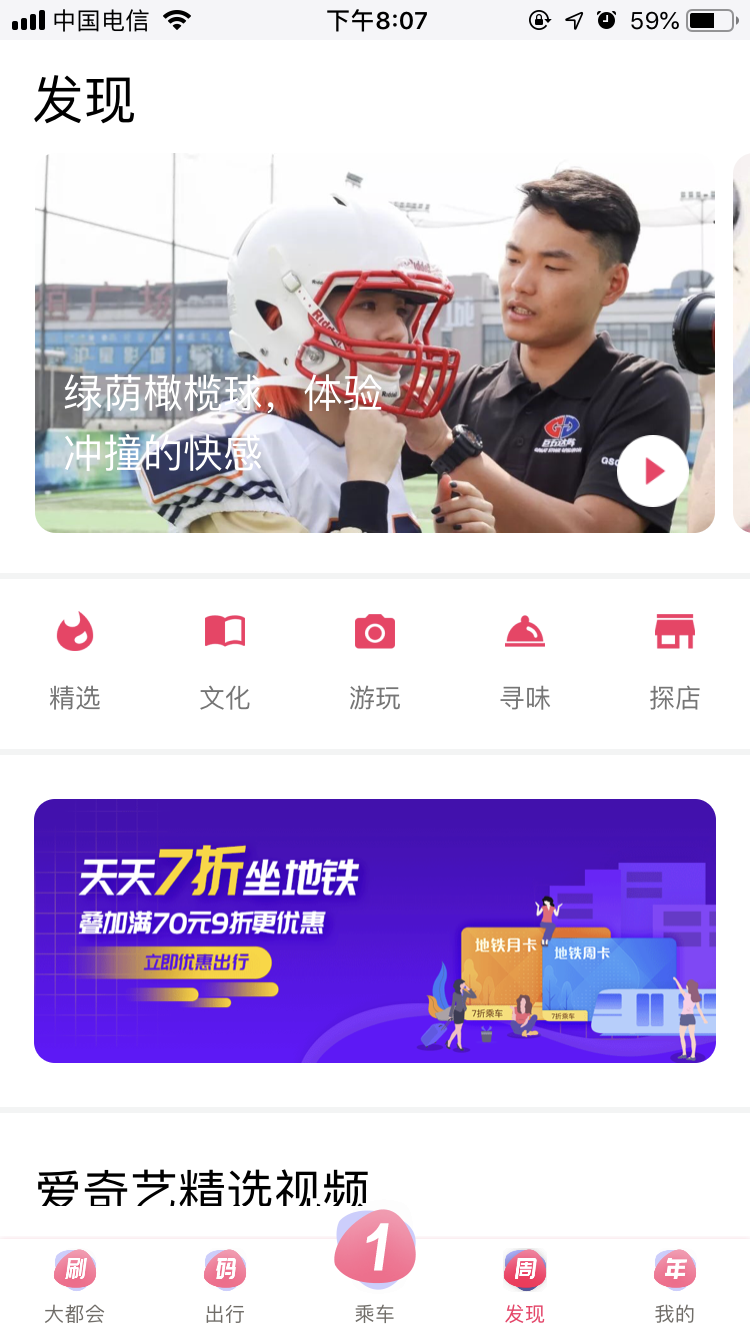 中国电信
下午8:07
59%
发现
绿荫橄榄球，体验
冲撞的快感
Riddell
精选
文化
游玩
寻味
探店
天天7折坐地铁
叠加满70元9折更优惠
立即优惠出行
地铁月卡
地铁周卡
7折乘车
7折乘车
爱奇艺精选视频
刷
码
1
周
年
大都会
出行
乘车
发现
我的